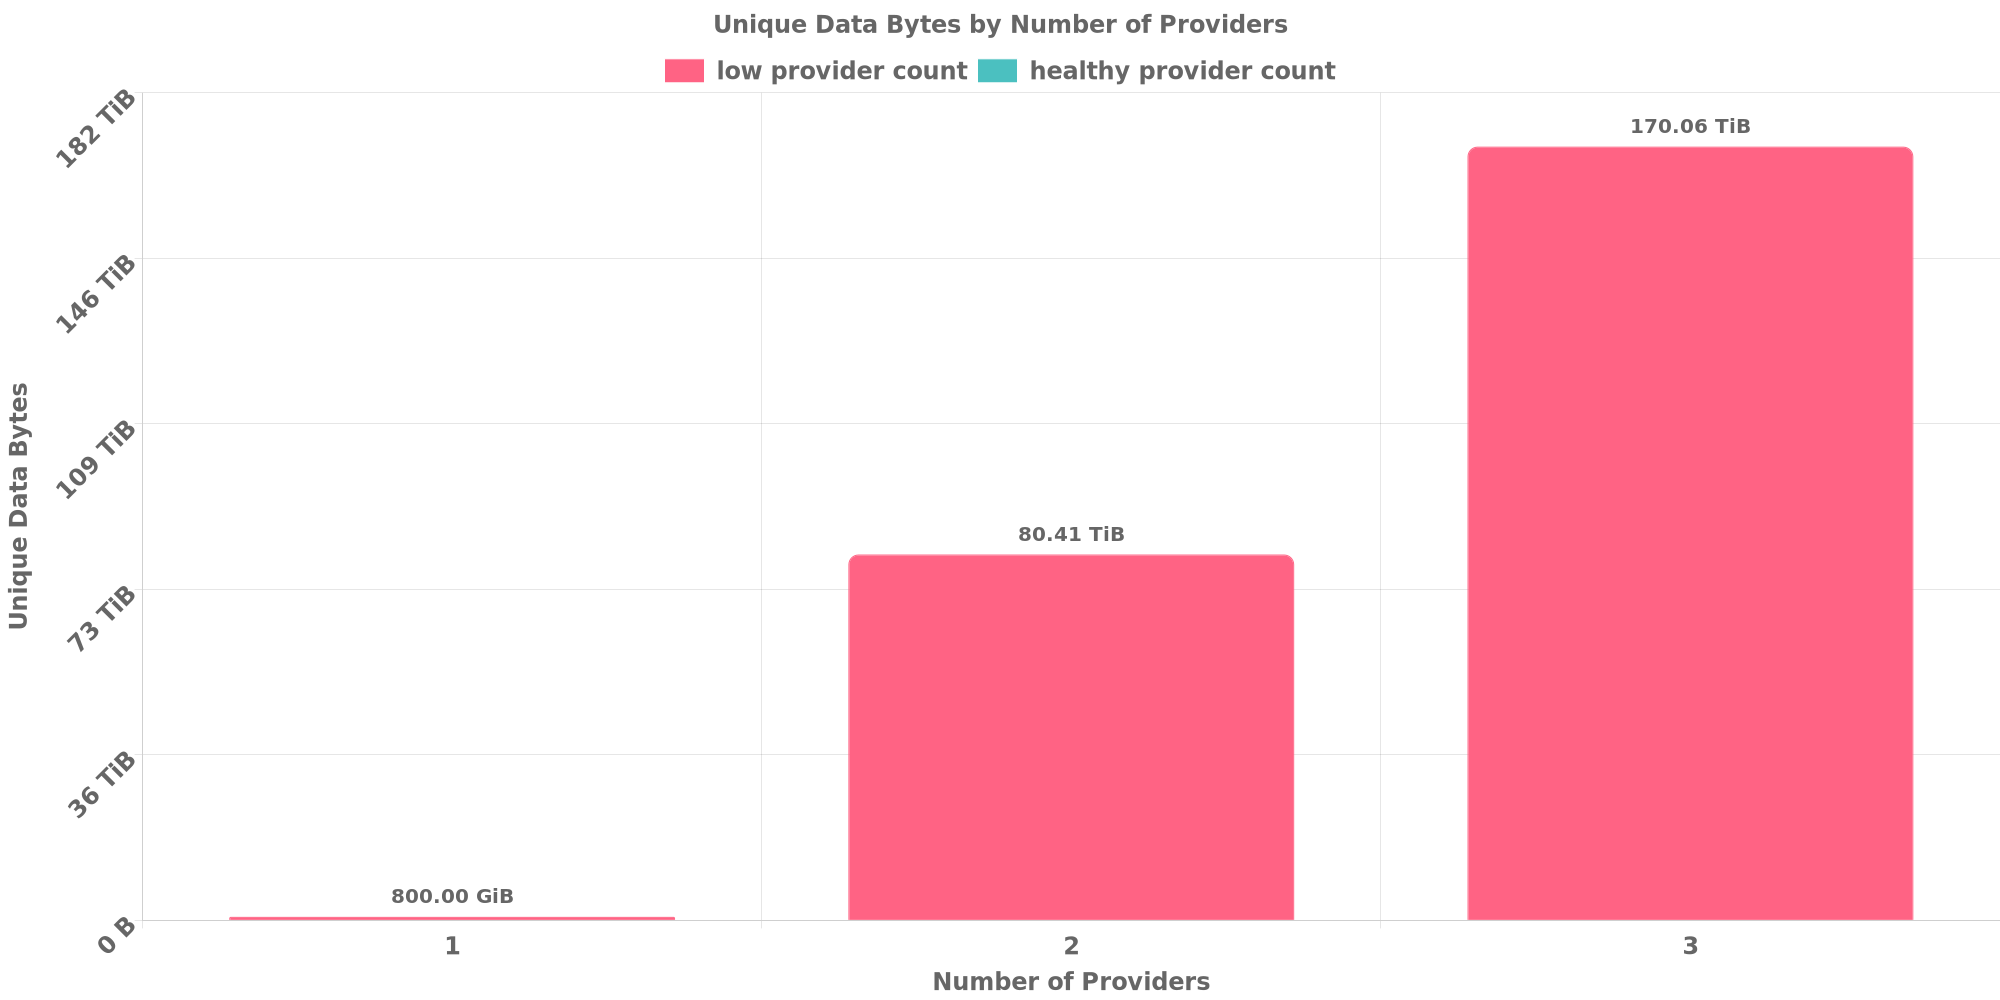 Unique Data Bytes by Number of Providers
low provider count healthy provider count
182 TiB
146 TiB
109 TiB
73 TiB
36 TiB
0 B
Unique Data Bytes
800.00 GiB
80.41 TiB
170.06 TiB
1 2 3
Number of Providers